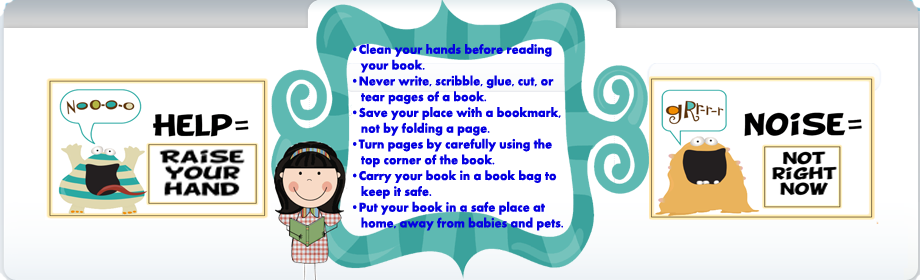 NO-O-O-O
HELP=
RAISE
YOUR
HAND
•Clean your hands before reading
your book.
•Never write, scribble, glue, cut, or
tear pages of a book.
•Save your place with a bookmark,
not by folding a page.
•Turn pages by carefully using the
top corner of the book.
•Carry your book in a book bag to
keep it safe.
•Put your book in a safe place at
home, away from babies and pets.
gRr-r-r
NOiSE=
NOT
RiGHT
NOW